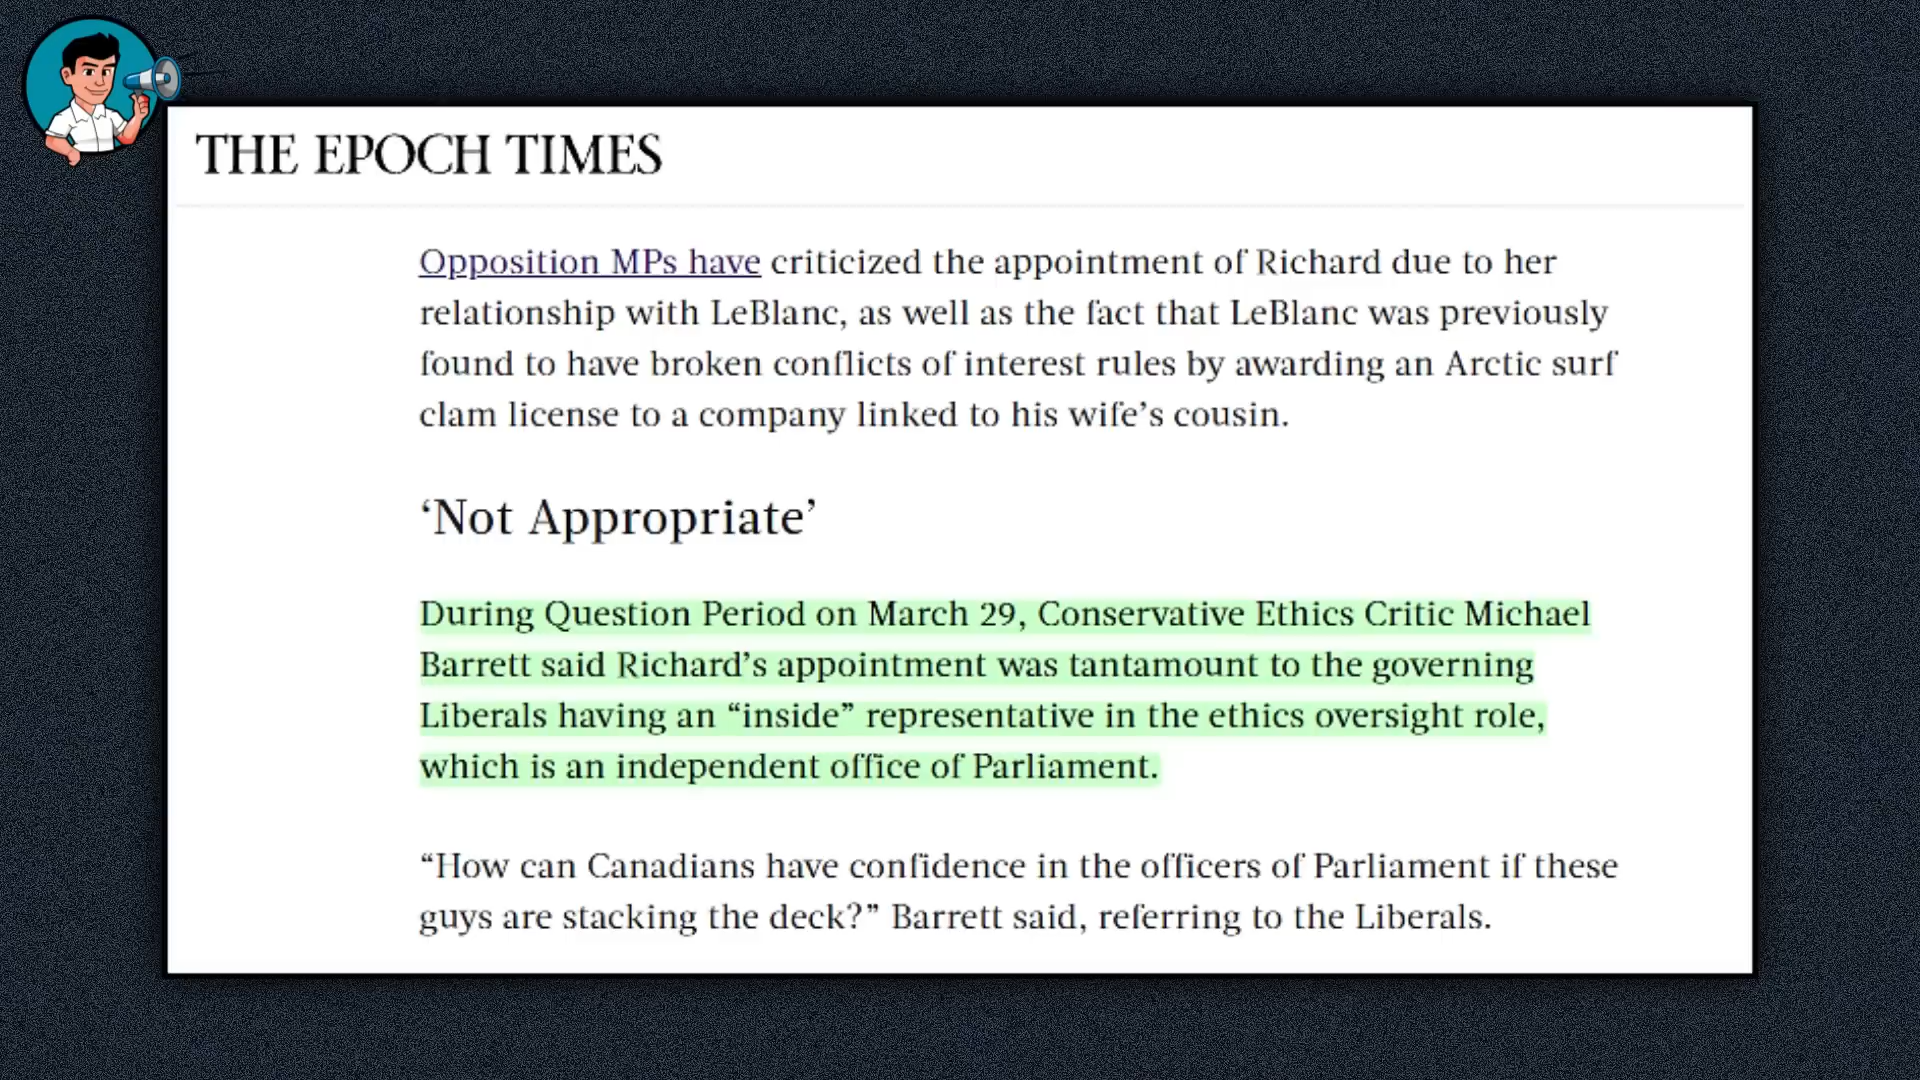 THE EPOCH TIMES
Opposition MPs have criticized the appointment of Richard due to her
relationship with LeBlanc, as well as the fact that LeBlanc was previously
found to have broken conflicts of interest rules by awarding an Arctic surf
clam license to a company linked to his wife’s cousin.
‘Not Appropriate’
During Question Period on March 29, Conservative Ethics Critic Michael
Barrett said Richard’s appointment was tantamount to the governing
Liberals having an “inside” representative in the ethics oversight role,
which is an independent office of Parliament.
“How can Canadians have confidence in the officers of Parliament if these
guys are stacking the deck?” Barrett said, referring to the Liberals.